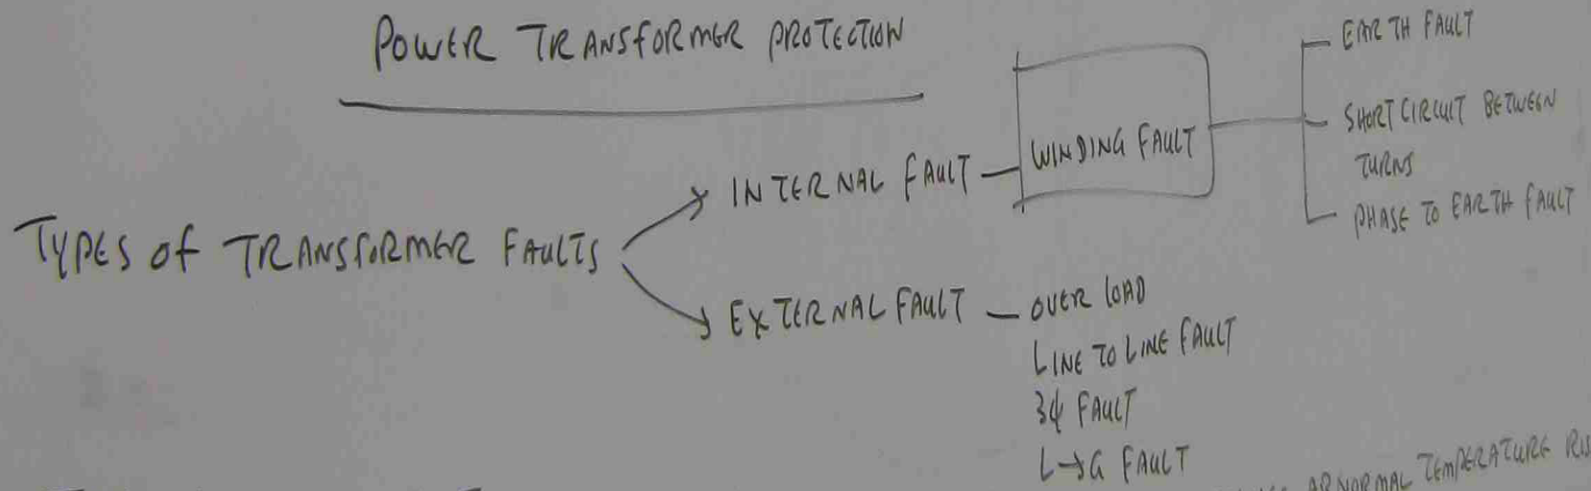 POWER TRANSFORMER PROTECTION
TYPES OF TRANSFORMER FAULTS
INTERNAL FAULT
WINDING FAULT
EARTH FAULT
SHORT CIRCUIT BETWEEN
TURNS
PHASE TO EARTH FAULT
EXTERNAL FAULT
OVER LOAD
LINE TO LINE FAULT
3ϕ FAULT
L→G FAULT
ABNORMAL TEMPERATURE